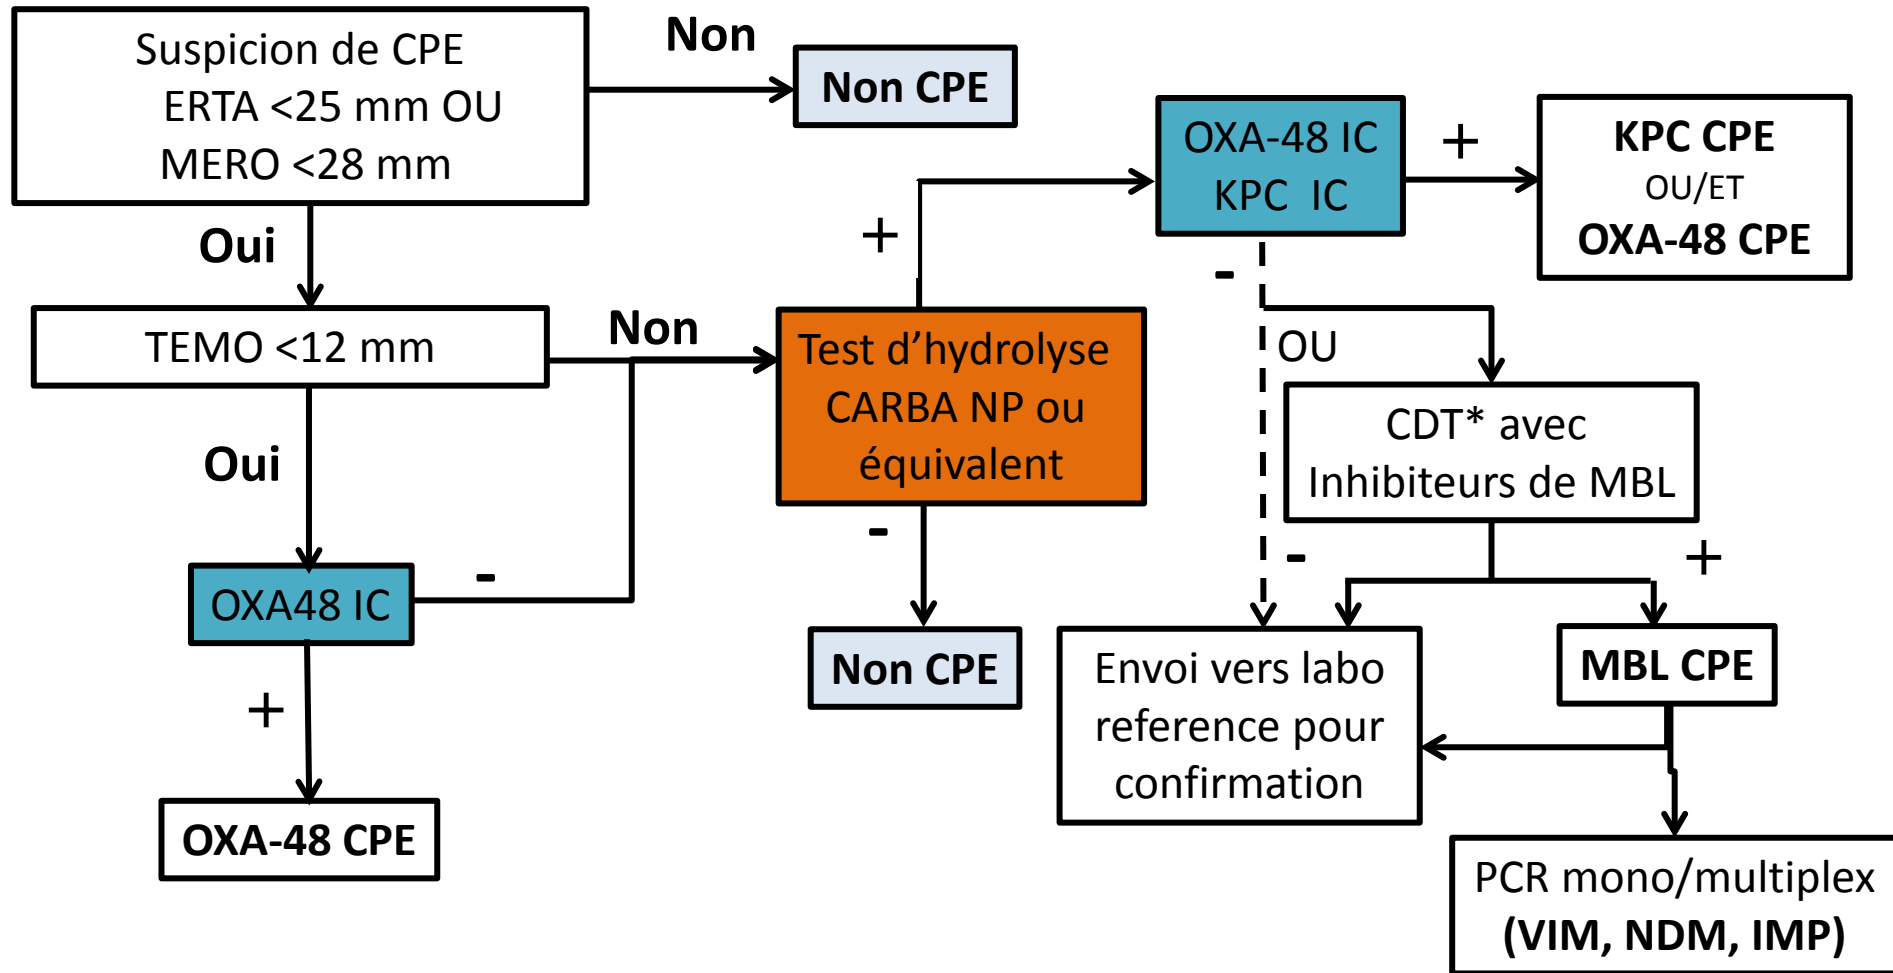 Suspicion de CPE
ERTA <25 mm OU
MERO <28 mm
Non
Non CPE
Oui
TEMO <12 mm
Non
Oui
OXA48 IC
-
+
OXA-48 CPE
Test d’hydrolyse
CARBA NP ou
équivalent
+
-
Non CPE
OXA-48 IC
KPC IC
+
KPC CPE
OU/ET
OXA-48 CPE
-
OU
CDT* avec
Inhibiteurs de MBL
-
+
Envoi vers labo
reference pour
confirmation
MBL CPE
PCR mono/multiplex
(VIM, NDM, IMP)